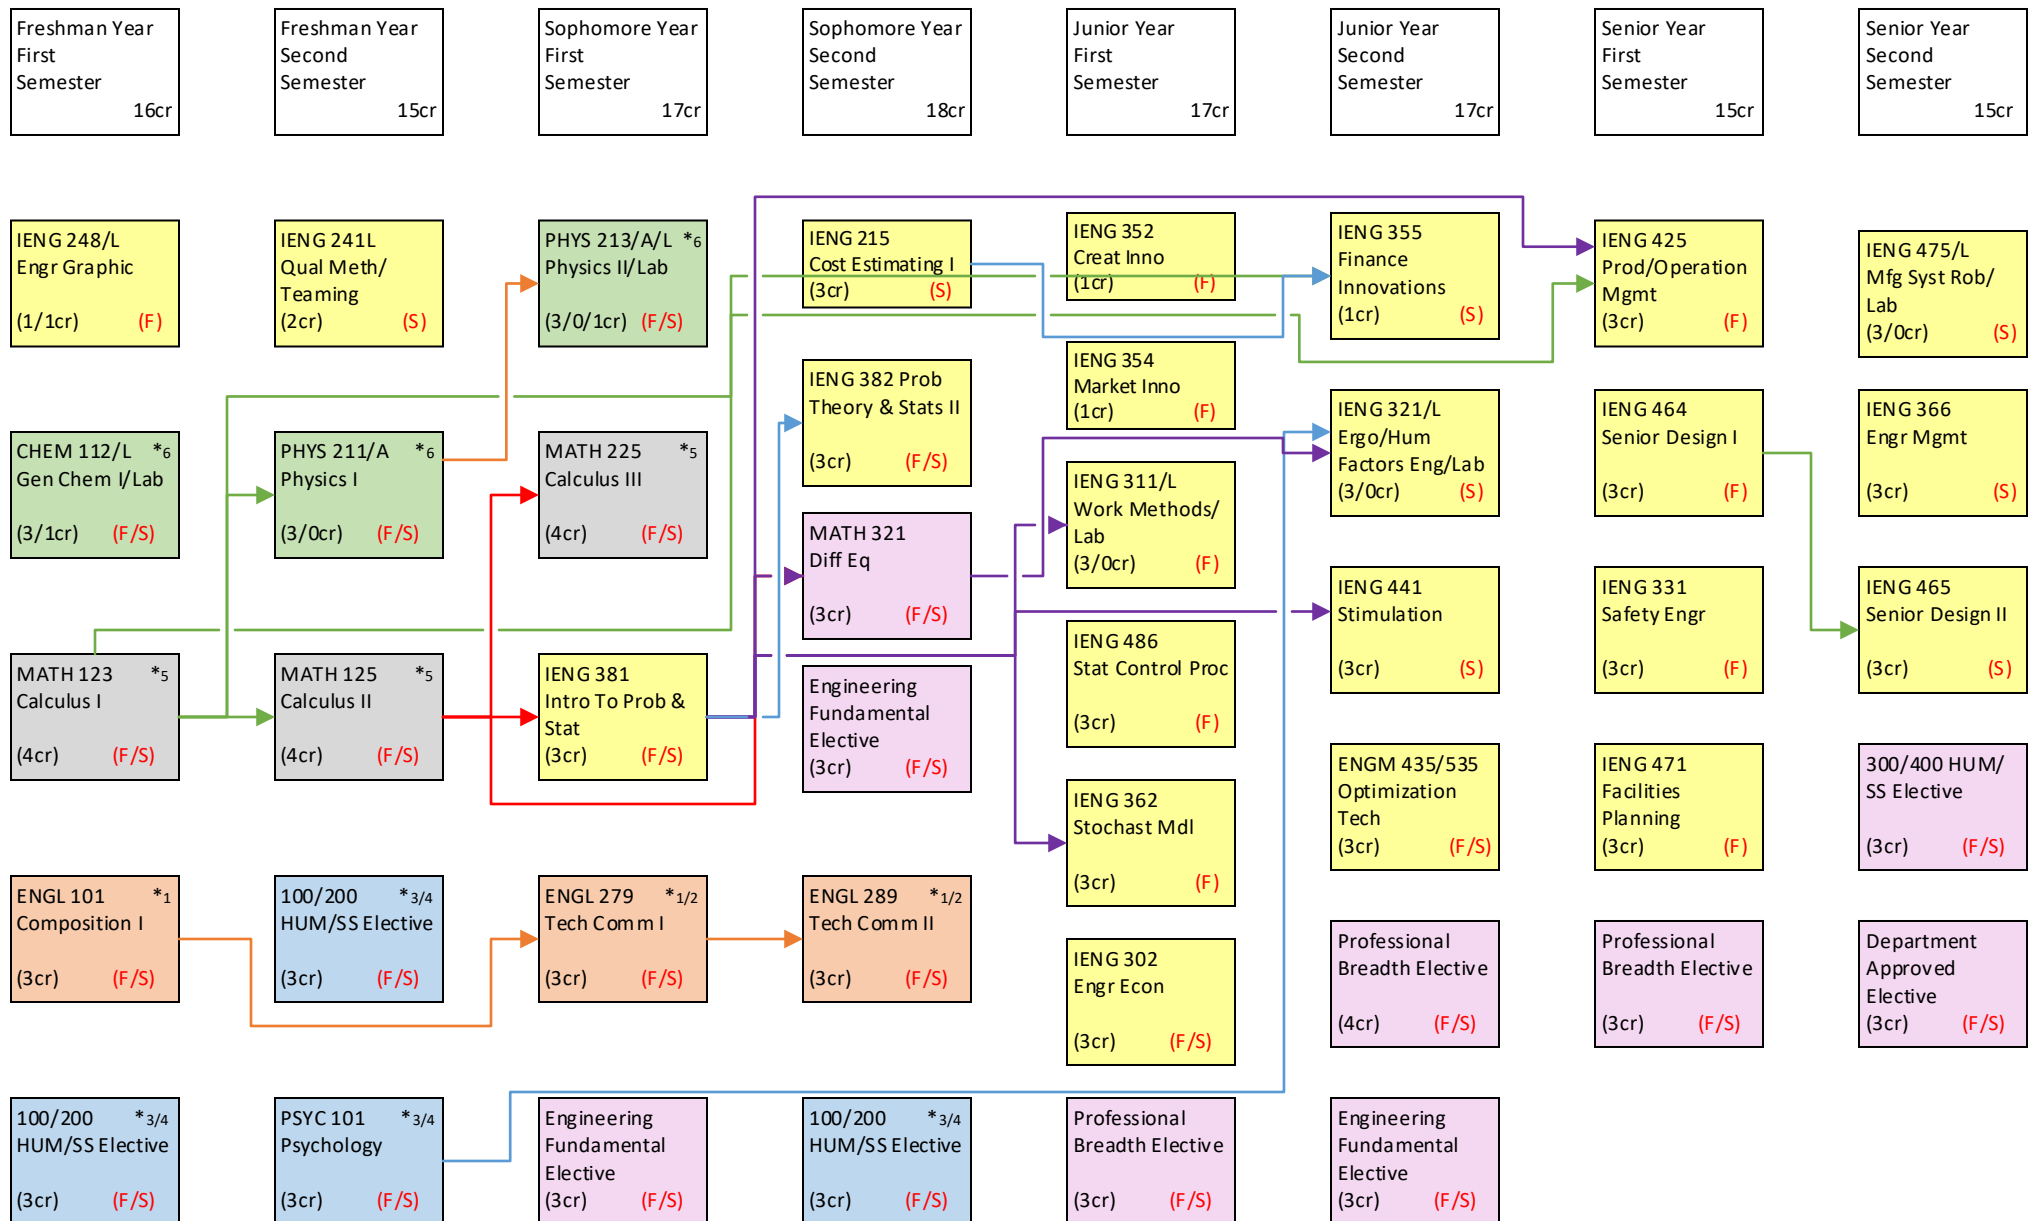 Freshman Year
First
Semester
16cr
Freshman Year
Second
Semester
15cr
Sophomore Year
First
Semester
17cr
Sophomore Year
Second
Semester
18cr
Junior Year
First
Semester
17cr
Junior Year
Second
Semester
17cr
Senior Year
First
Semester
15cr
Senior Year
Second
Semester
15cr
IENG 248/L
Engr Graphic
(1/1cr) (F)
IENG 241L
Qual Meth/
Teaming
(2cr) (S)
PHYS 213/A/L *6
Physics II/Lab
(3/0/1cr) (F/S)
IENG 215
Cost Estimating I
(3cr) (S)
IENG 352
Creat Inno
(1cr) (F)
IENG 355
Finance
Innovations
(1cr) (S)
IENG 425
Prod/Operation
Mgmt
(3cr) (F)
IENG 475/L
Mfg Syst Rob/
Lab
(3/0cr) (S)
IENG 354
Market Inno
(1cr) (F)
CHEM 112/L *6
Gen Chem I/Lab
(3/1cr) (F/S)
PHYS 211/A *6
Physics I
(3/0cr) (F/S)
MATH 225 *5
Calculus III
(4cr) (F/S)
IENG 382 Prob
Theory & Stats II
(3cr) (F/S)
IENG 311/L
Work Methods/
Lab
(3/0cr) (F)
IENG 321/L
Ergo/Hum
Factors Eng/Lab
(3/0cr) (S)
IENG 464
Senior Design I
(3cr) (F)
IENG 366
Engr Mgmt
(3cr) (S)
MATH 321
Diff Eq
(3cr) (F/S)
IENG 441
Stimulation
(3cr) (S)
IENG 331
Safety Engr
(3cr) (F)
IENG 465
Senior Design II
(3cr) (S)
MATH 123 *5
Calculus I
(4cr) (F/S)
MATH 125 *5
Calculus II
(4cr) (F/S)
IENG 381
Intro To Prob &
Stat
(3cr) (F/S)
Engineering
Fundamental
Elective
(3cr) (F/S)
IENG 486
Stat Control Proc
(3cr) (F)
ENGM 435/535
Optimization
Tech
(3cr) (F/S)
IENG 471
Facilities
Planning
(3cr) (F)
300/400 HUM/
SS Elective
(3cr) (F/S)
IENG 362
Stochast Mdl
(3cr) (F)
ENGL 101 *1
Composition I
(3cr) (F/S)
100/200 *3/4
HUM/SS Elective
(3cr) (F/S)
ENGL 279 *1/2
Tech Comm I
(3cr) (F/S)
ENGL 289 *1/2
Tech Comm II
(3cr) (F/S)
IENG 302
Engr Econ
(3cr) (F/S)
Professional
Breadth Elective
(4cr) (F/S)
Professional
Breadth Elective
(3cr) (F/S)
Department
Approved
Elective
(3cr) (F/S)
100/200 *3/4
HUM/SS Elective
(3cr) (F/S)
PSYC 101 *3/4
Psychology
(3cr) (F/S)
Engineering
Fundamental
Elective
(3cr) (F/S)
100/200 *3/4
HUM/SS Elective
(3cr) (F/S)
Professional
Breadth Elective
(3cr) (F/S)
Engineering
Fundamental
Elective
(3cr) (F/S)